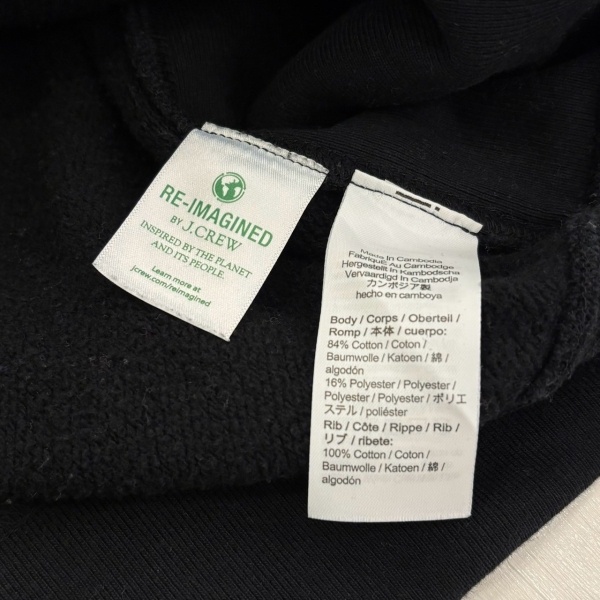 RE-IMAGINED
BY J.CREW
INSPIRED BY THE PLANET
AND ITS PEOPLE.
Learn more at
jcrew.com/reimagined
Made In Cambodia
FabriquÉ Au Cambodge
Hergestellt in Kambodscha
Vervaardigd in Cambodja
カンボジア製
hecho en camboya
Body / Corps / Oberteil /
Romp / 本体 / cuerpo:
84% Cotton / Coton /
Baumwolle / Katoen / 綿 /
algodón
16% Polyester / Polyester /
Polyester / Polyester / ポリエ
ステル / poliéster
Rib / Côte / Rippe / Rib /
リブ / ribete:
100% Cotton / Coton /
Baumwolle / Katoen / 綿 /
algodón